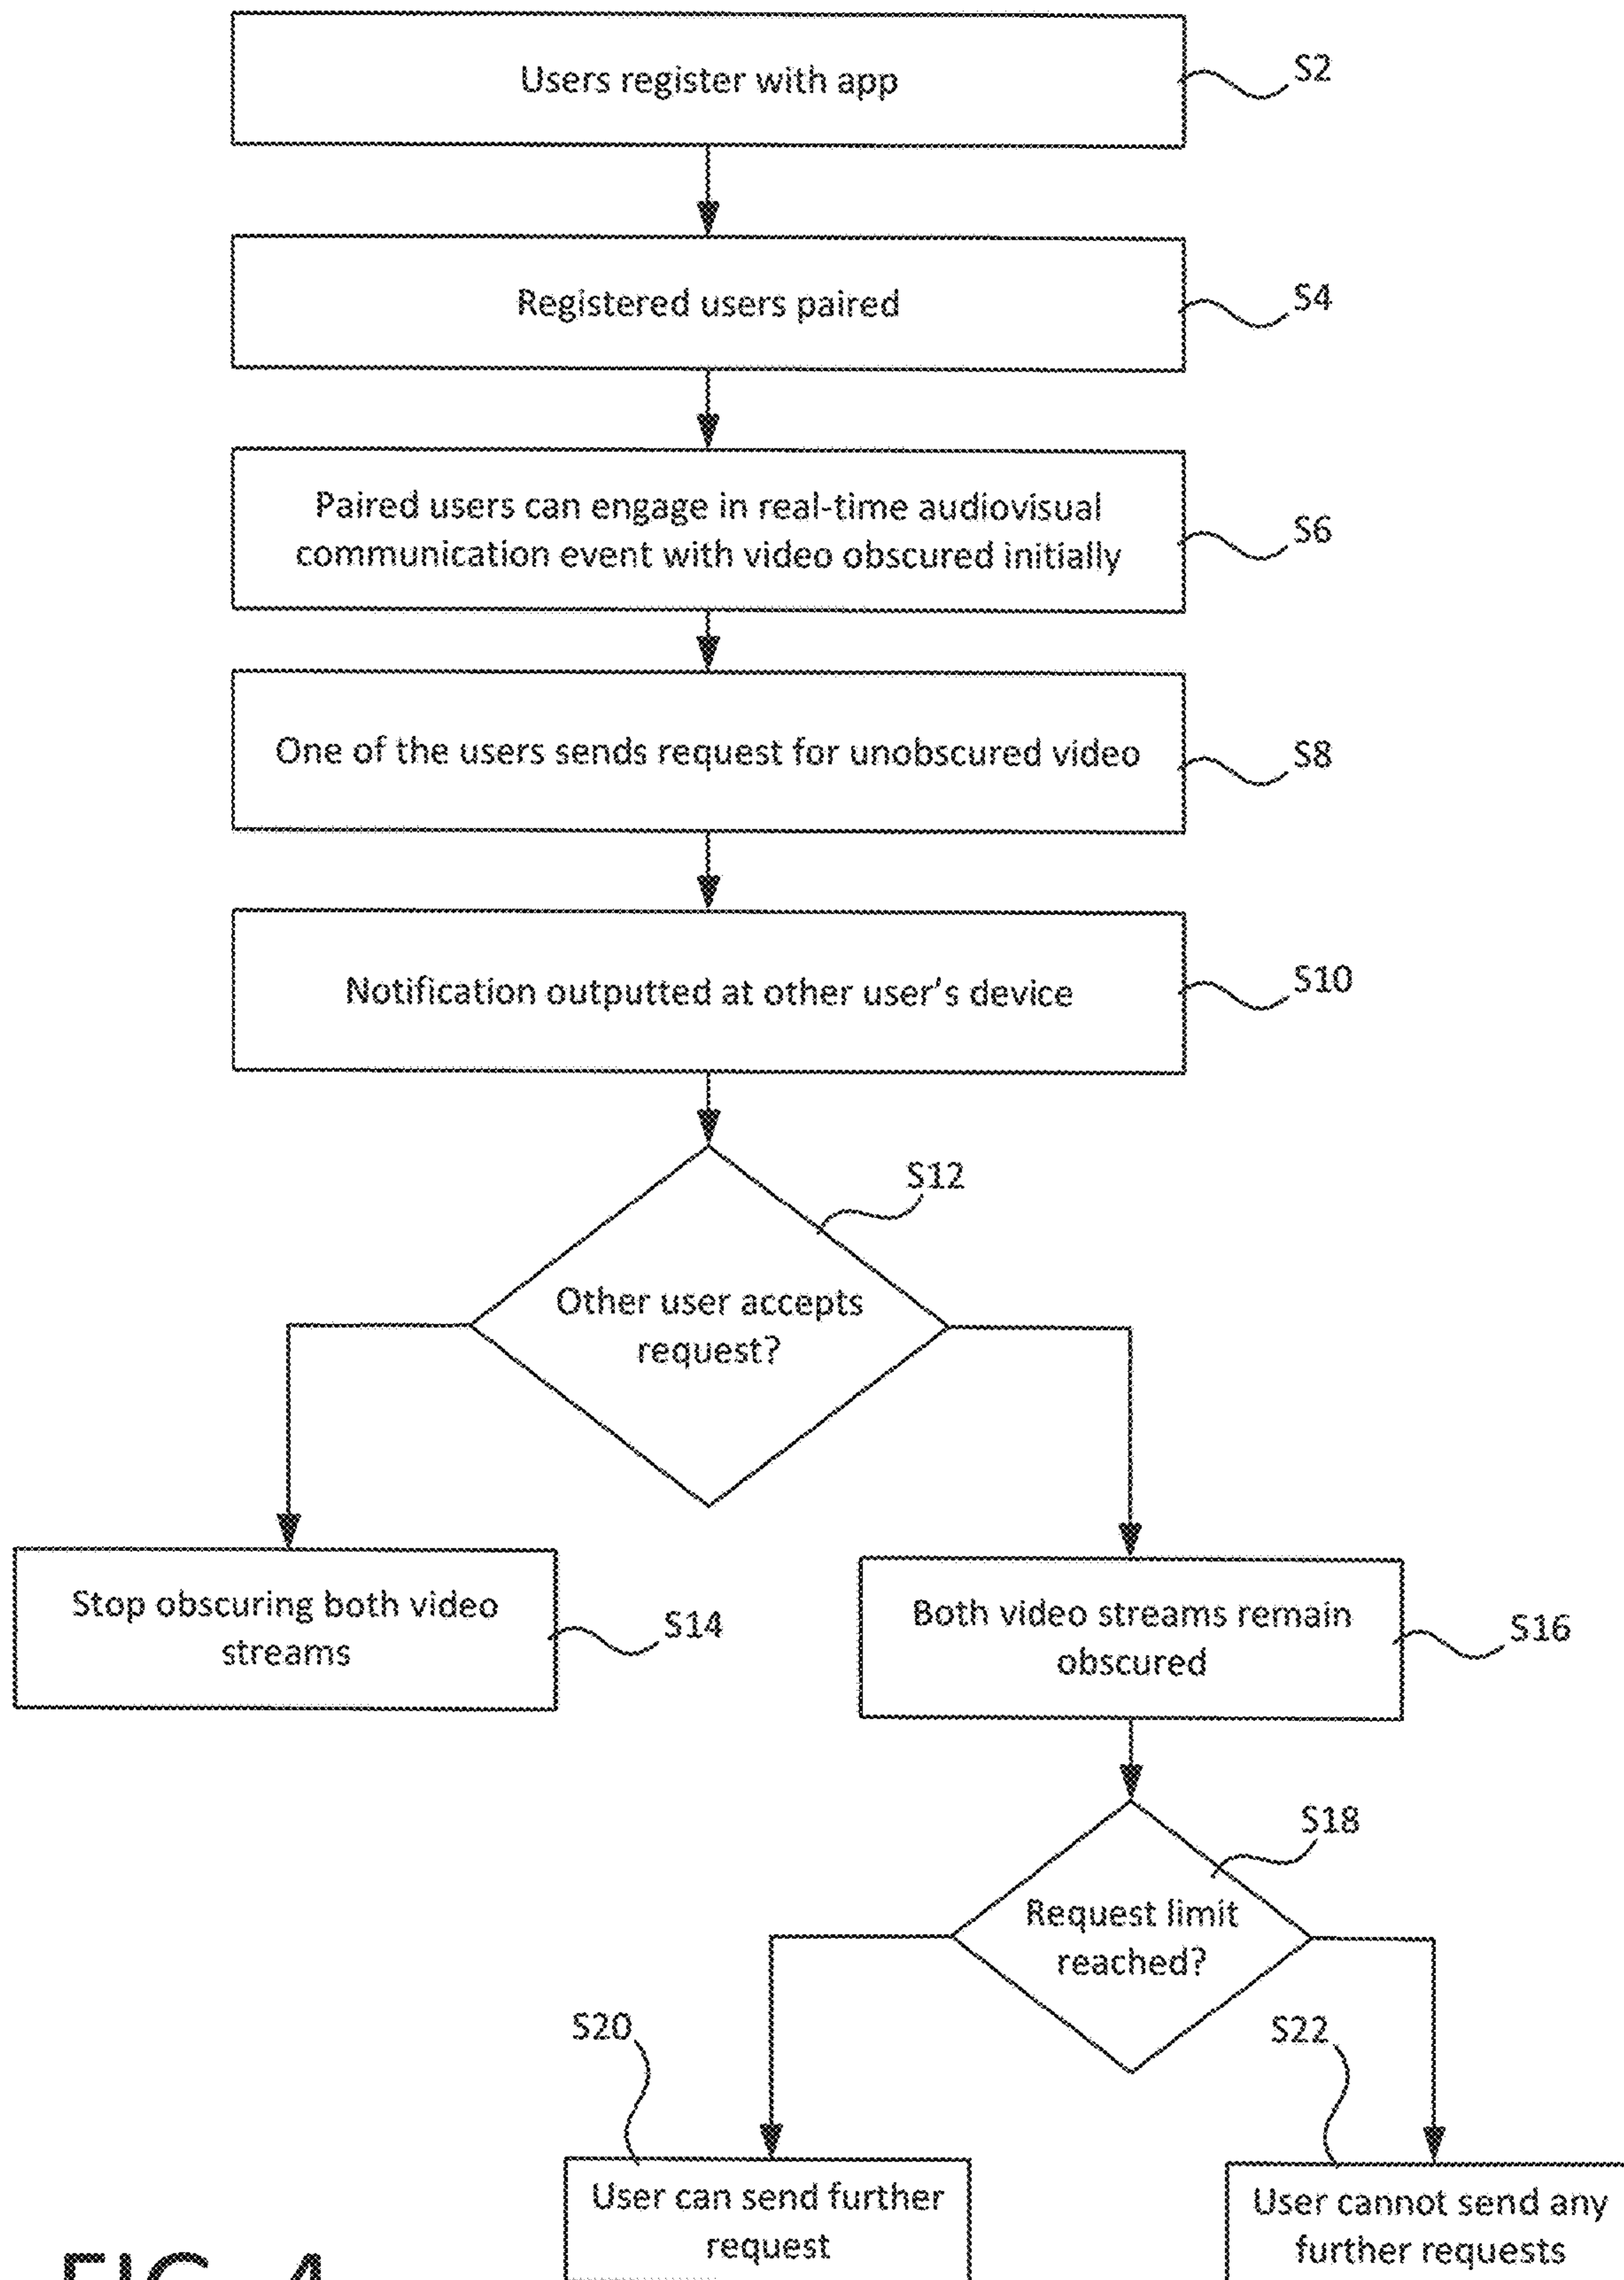 Users register with app
S2
Registered users paired
S4
Paired users can engage in real-time audiovisual
communication event with video obscured initially
S6
One of the users sends request for unobscured video
S8
Notification outputted at other user's device
S10
S12
Other user accepts
request?
Stop obscuring both video
streams
S14
Both video streams remain
obscured
S16
S18
Request limit
reached?
S20
S22
User can send further
request
User cannot send any
further requests
FIG. 4